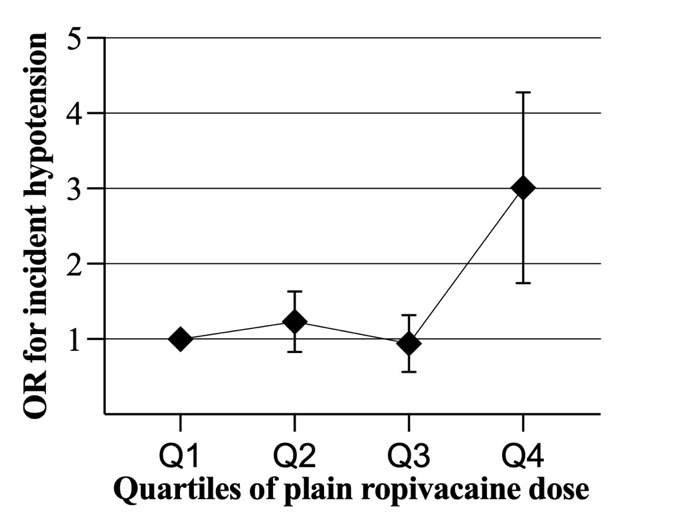 OR for incident hypotension
5
4
3
2
1
Q1 Q2 Q3 Q4
Quartiles of plain ropivacaine dose